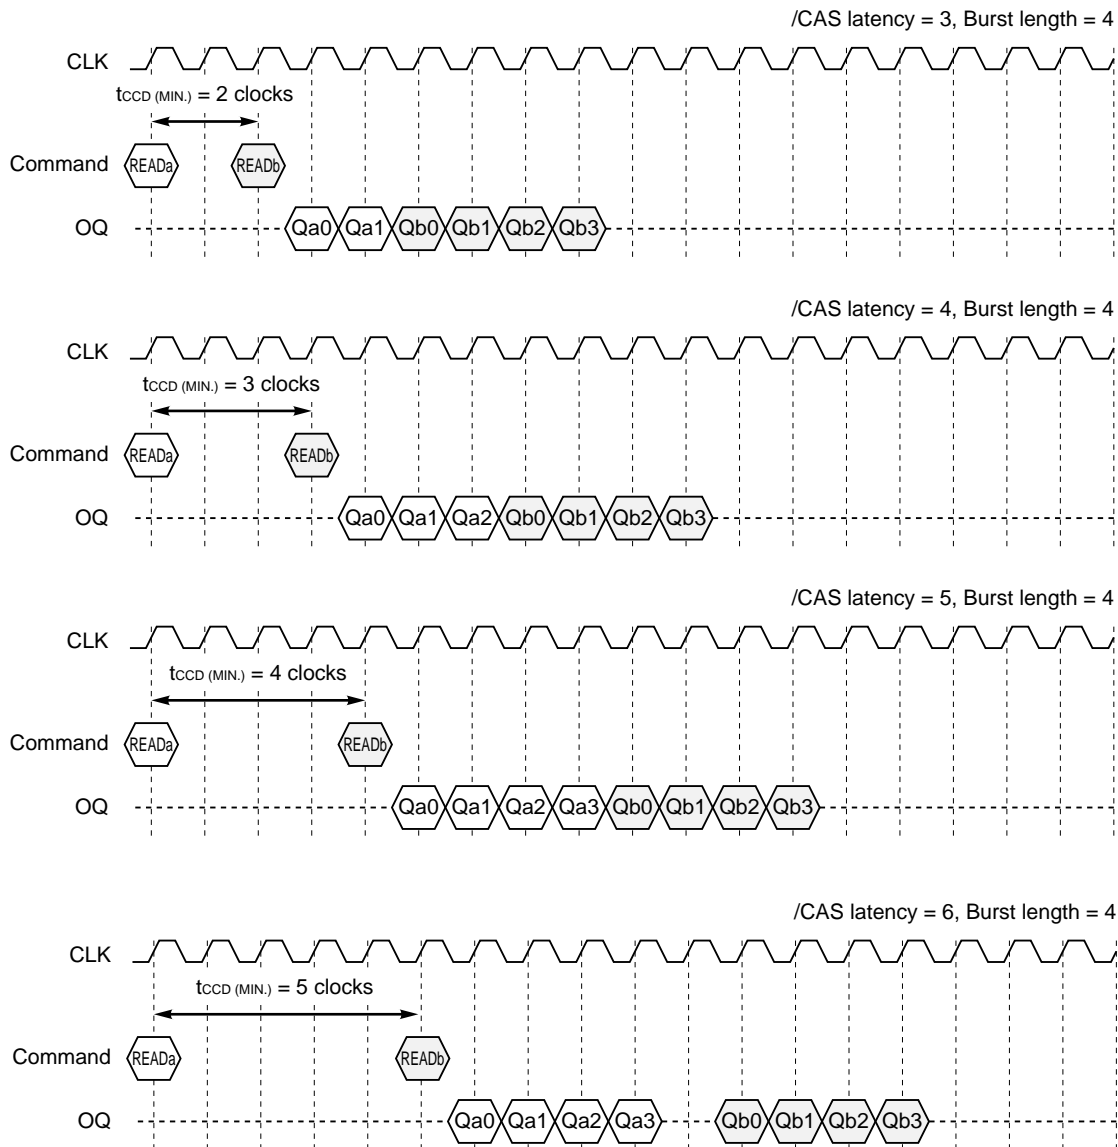 /CAS latency = 3, Burst length = 4
CLK
tCCD (MIN.) = 2 clocks
Command READa READb
OQ Qa0 Qa1 Qb0 Qb1 Qb2 Qb3
/CAS latency = 4, Burst length = 4
CLK
tCCD (MIN.) = 3 clocks
Command READa READb
OQ Qa0 Qa1 Qa2 Qb0 Qb1 Qb2 Qb3
/CAS latency = 5, Burst length = 4
CLK
tCCD (MIN.) = 4 clocks
Command READa READb
OQ Qa0 Qa1 Qa2 Qa3 Qb0 Qb1 Qb2 Qb3
/CAS latency = 6, Burst length = 4
CLK
tCCD (MIN.) = 5 clocks
Command READa READb
OQ Qa0 Qa1 Qa2 Qa3 Qb0 Qb1 Qb2 Qb3